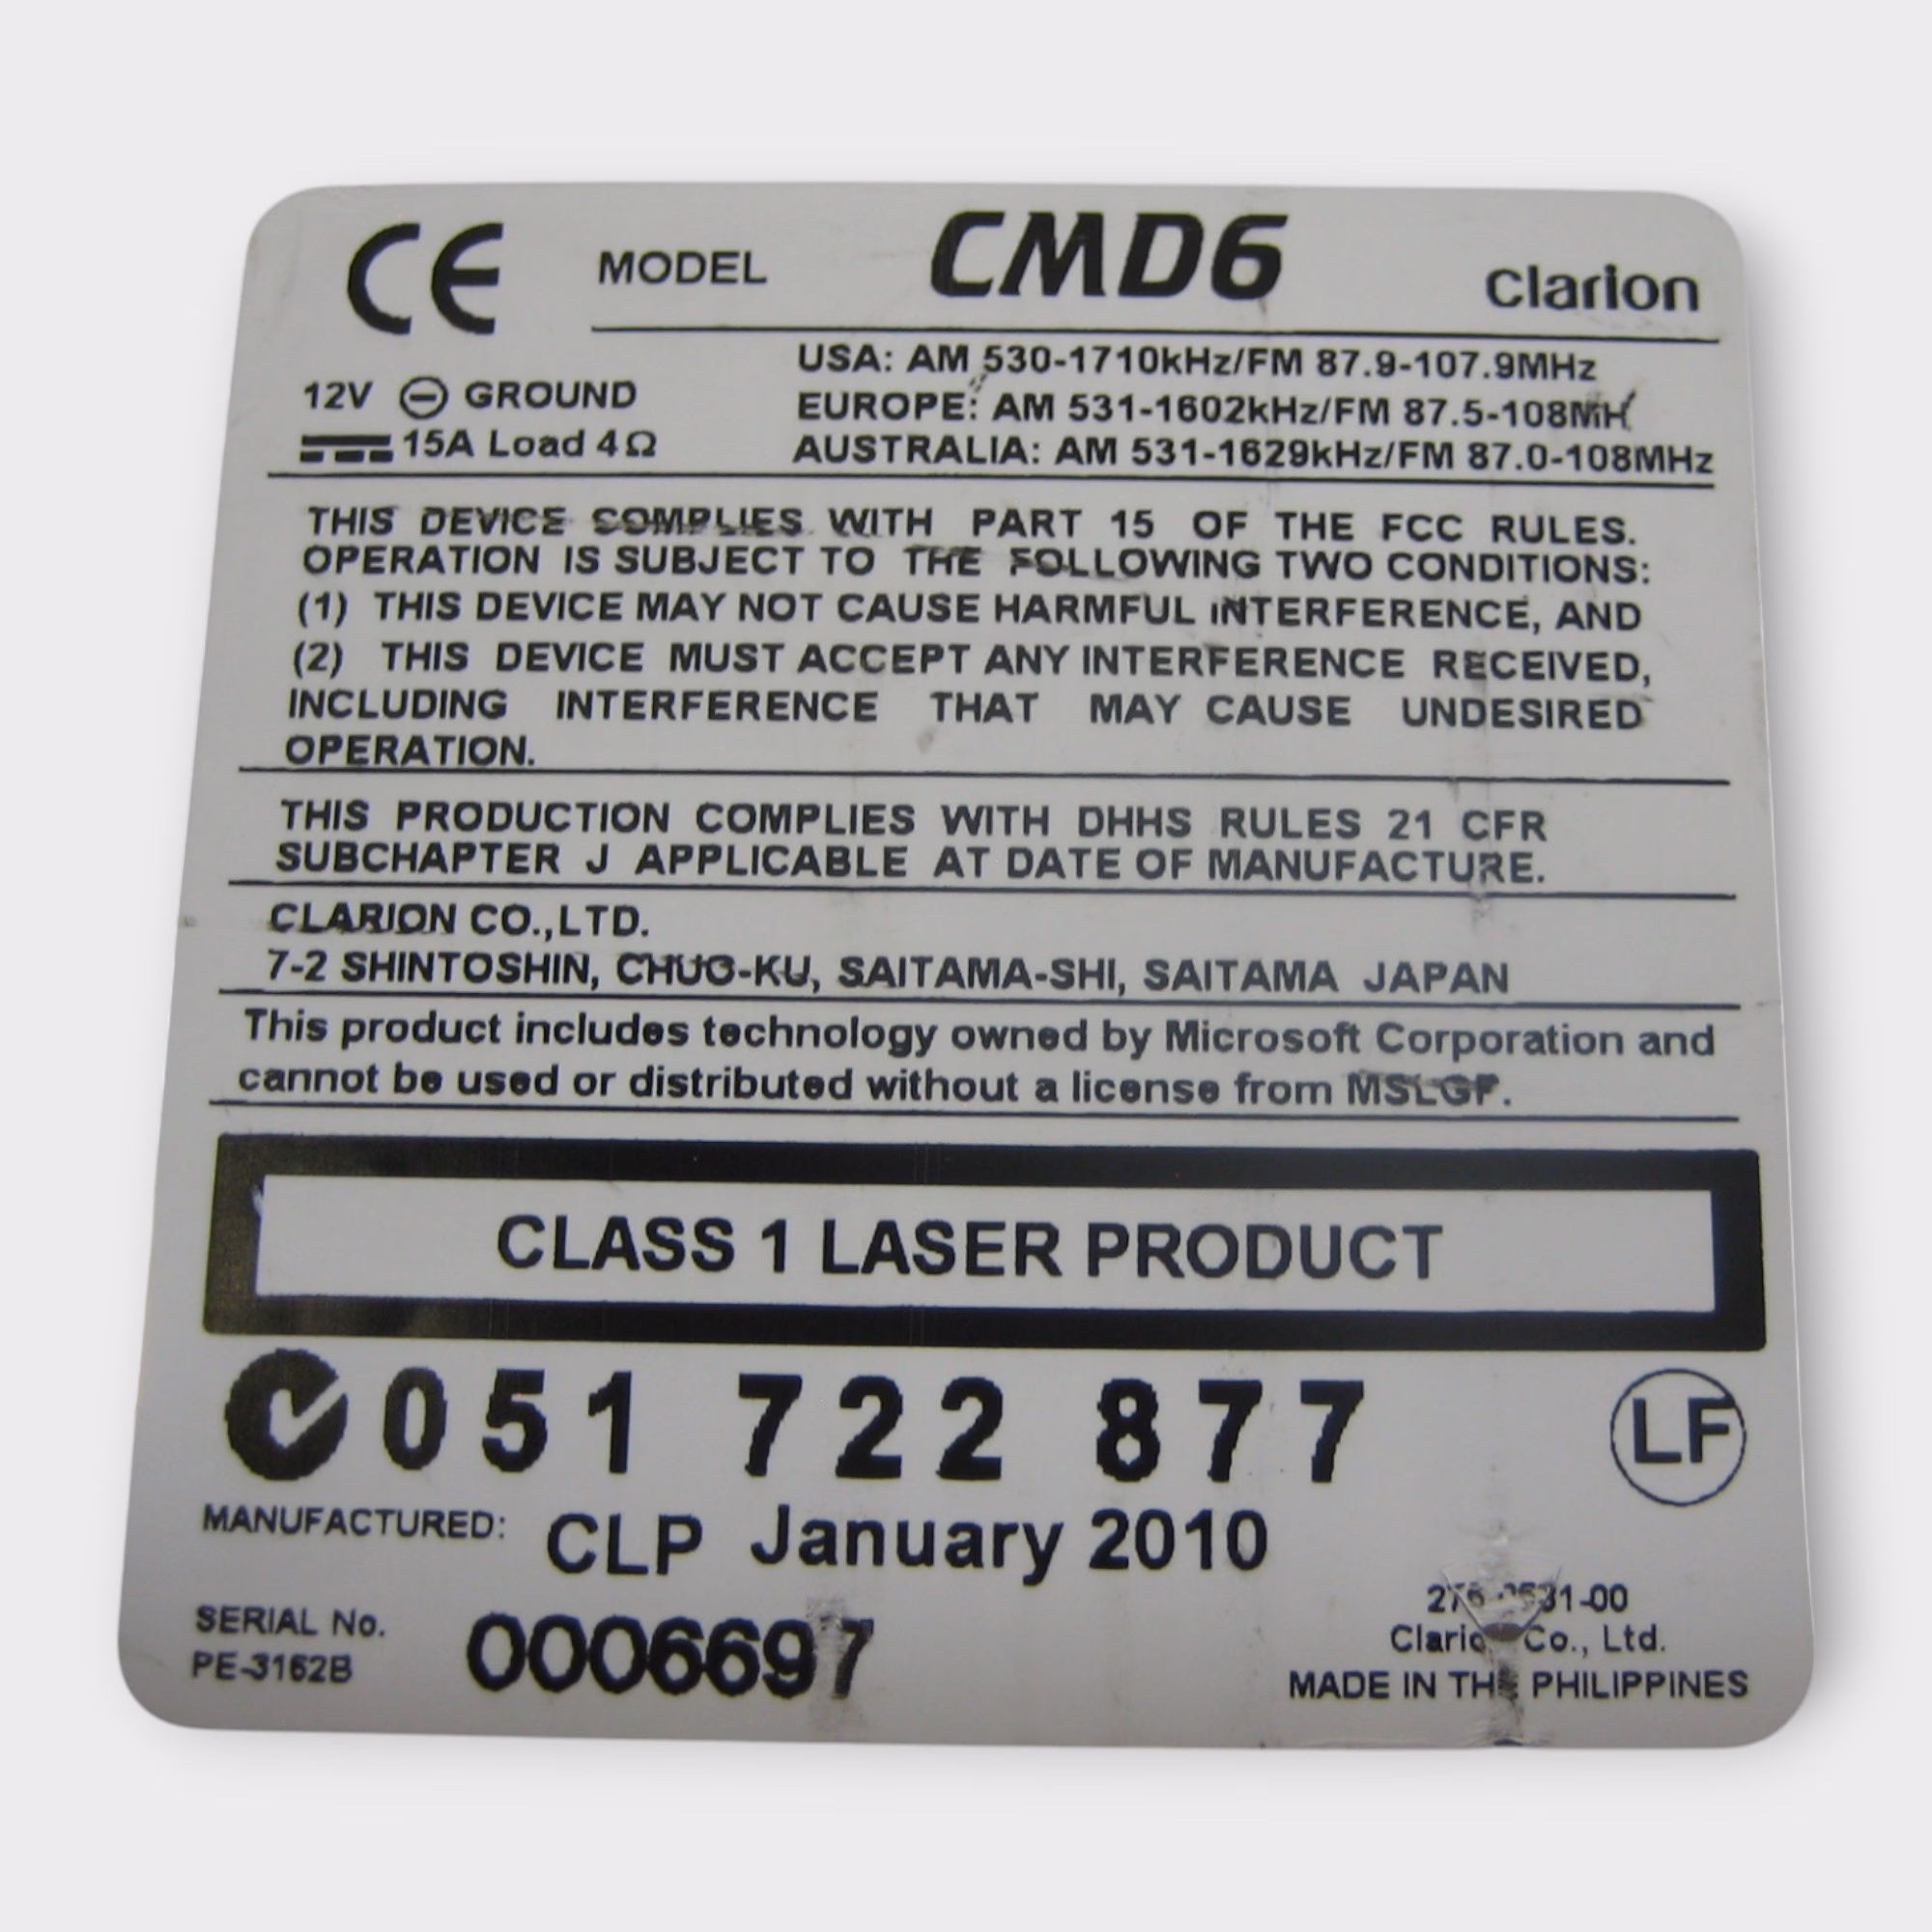 CE MODEL CMD6 Clarion
12V ⊖ GROUND
15A Load 4Ω
USA: AM 530-1710kHz/FM 87.9-107.9MHz
EUROPE: AM 531-1602kHz/FM 87.5-108MH
AUSTRALIA: AM 531-1629kHz/FM 87.0-108MHz
THIS DEVICE COMPLIES WITH PART 15 OF THE FCC RULES.
OPERATION IS SUBJECT TO THE FOLLOWING TWO CONDITIONS:
(1) THIS DEVICE MAY NOT CAUSE HARMFUL INTERFERENCE, AND
(2) THIS DEVICE MUST ACCEPT ANY INTERFERENCE RECEIVED,
INCLUDING INTERFERENCE THAT MAY CAUSE UNDESIRED
OPERATION.
THIS PRODUCTION COMPLIES WITH DHHS RULES 21 CFR
SUBCHAPTER J APPLICABLE AT DATE OF MANUFACTURE.
CLARION CO.,LTD.
7-2 SHINTOSHIN, CHUO-KU, SAITAMA-SHI, SAITAMA JAPAN
This product includes technology owned by Microsoft Corporation and
cannot be used or distributed without a license from MSLGP.
CLASS 1 LASER PRODUCT
051 722 877 LF
MANUFACTURED: CLP January 2010
SERIAL No.
PE-3162B 0006697
Clarion Co., Ltd.
MADE IN THE PHILIPPINES